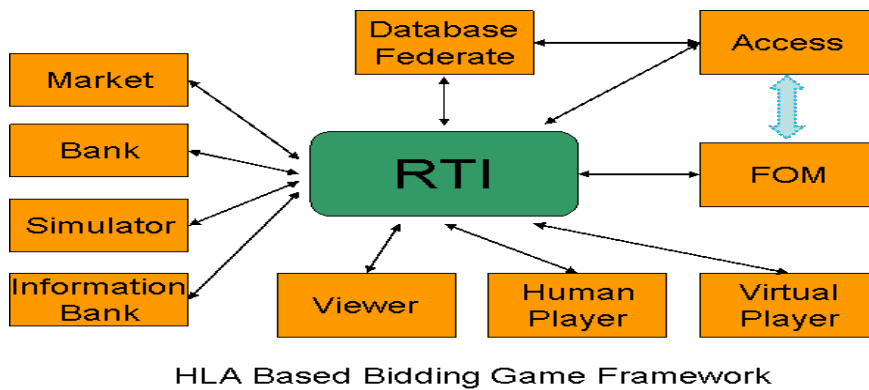 Database
Federate
Access
Market
Bank
RTI
FOM
Simulator
Information
Bank
Viewer
Human
Player
Virtual
Player
HLA Based Bidding Game Framework